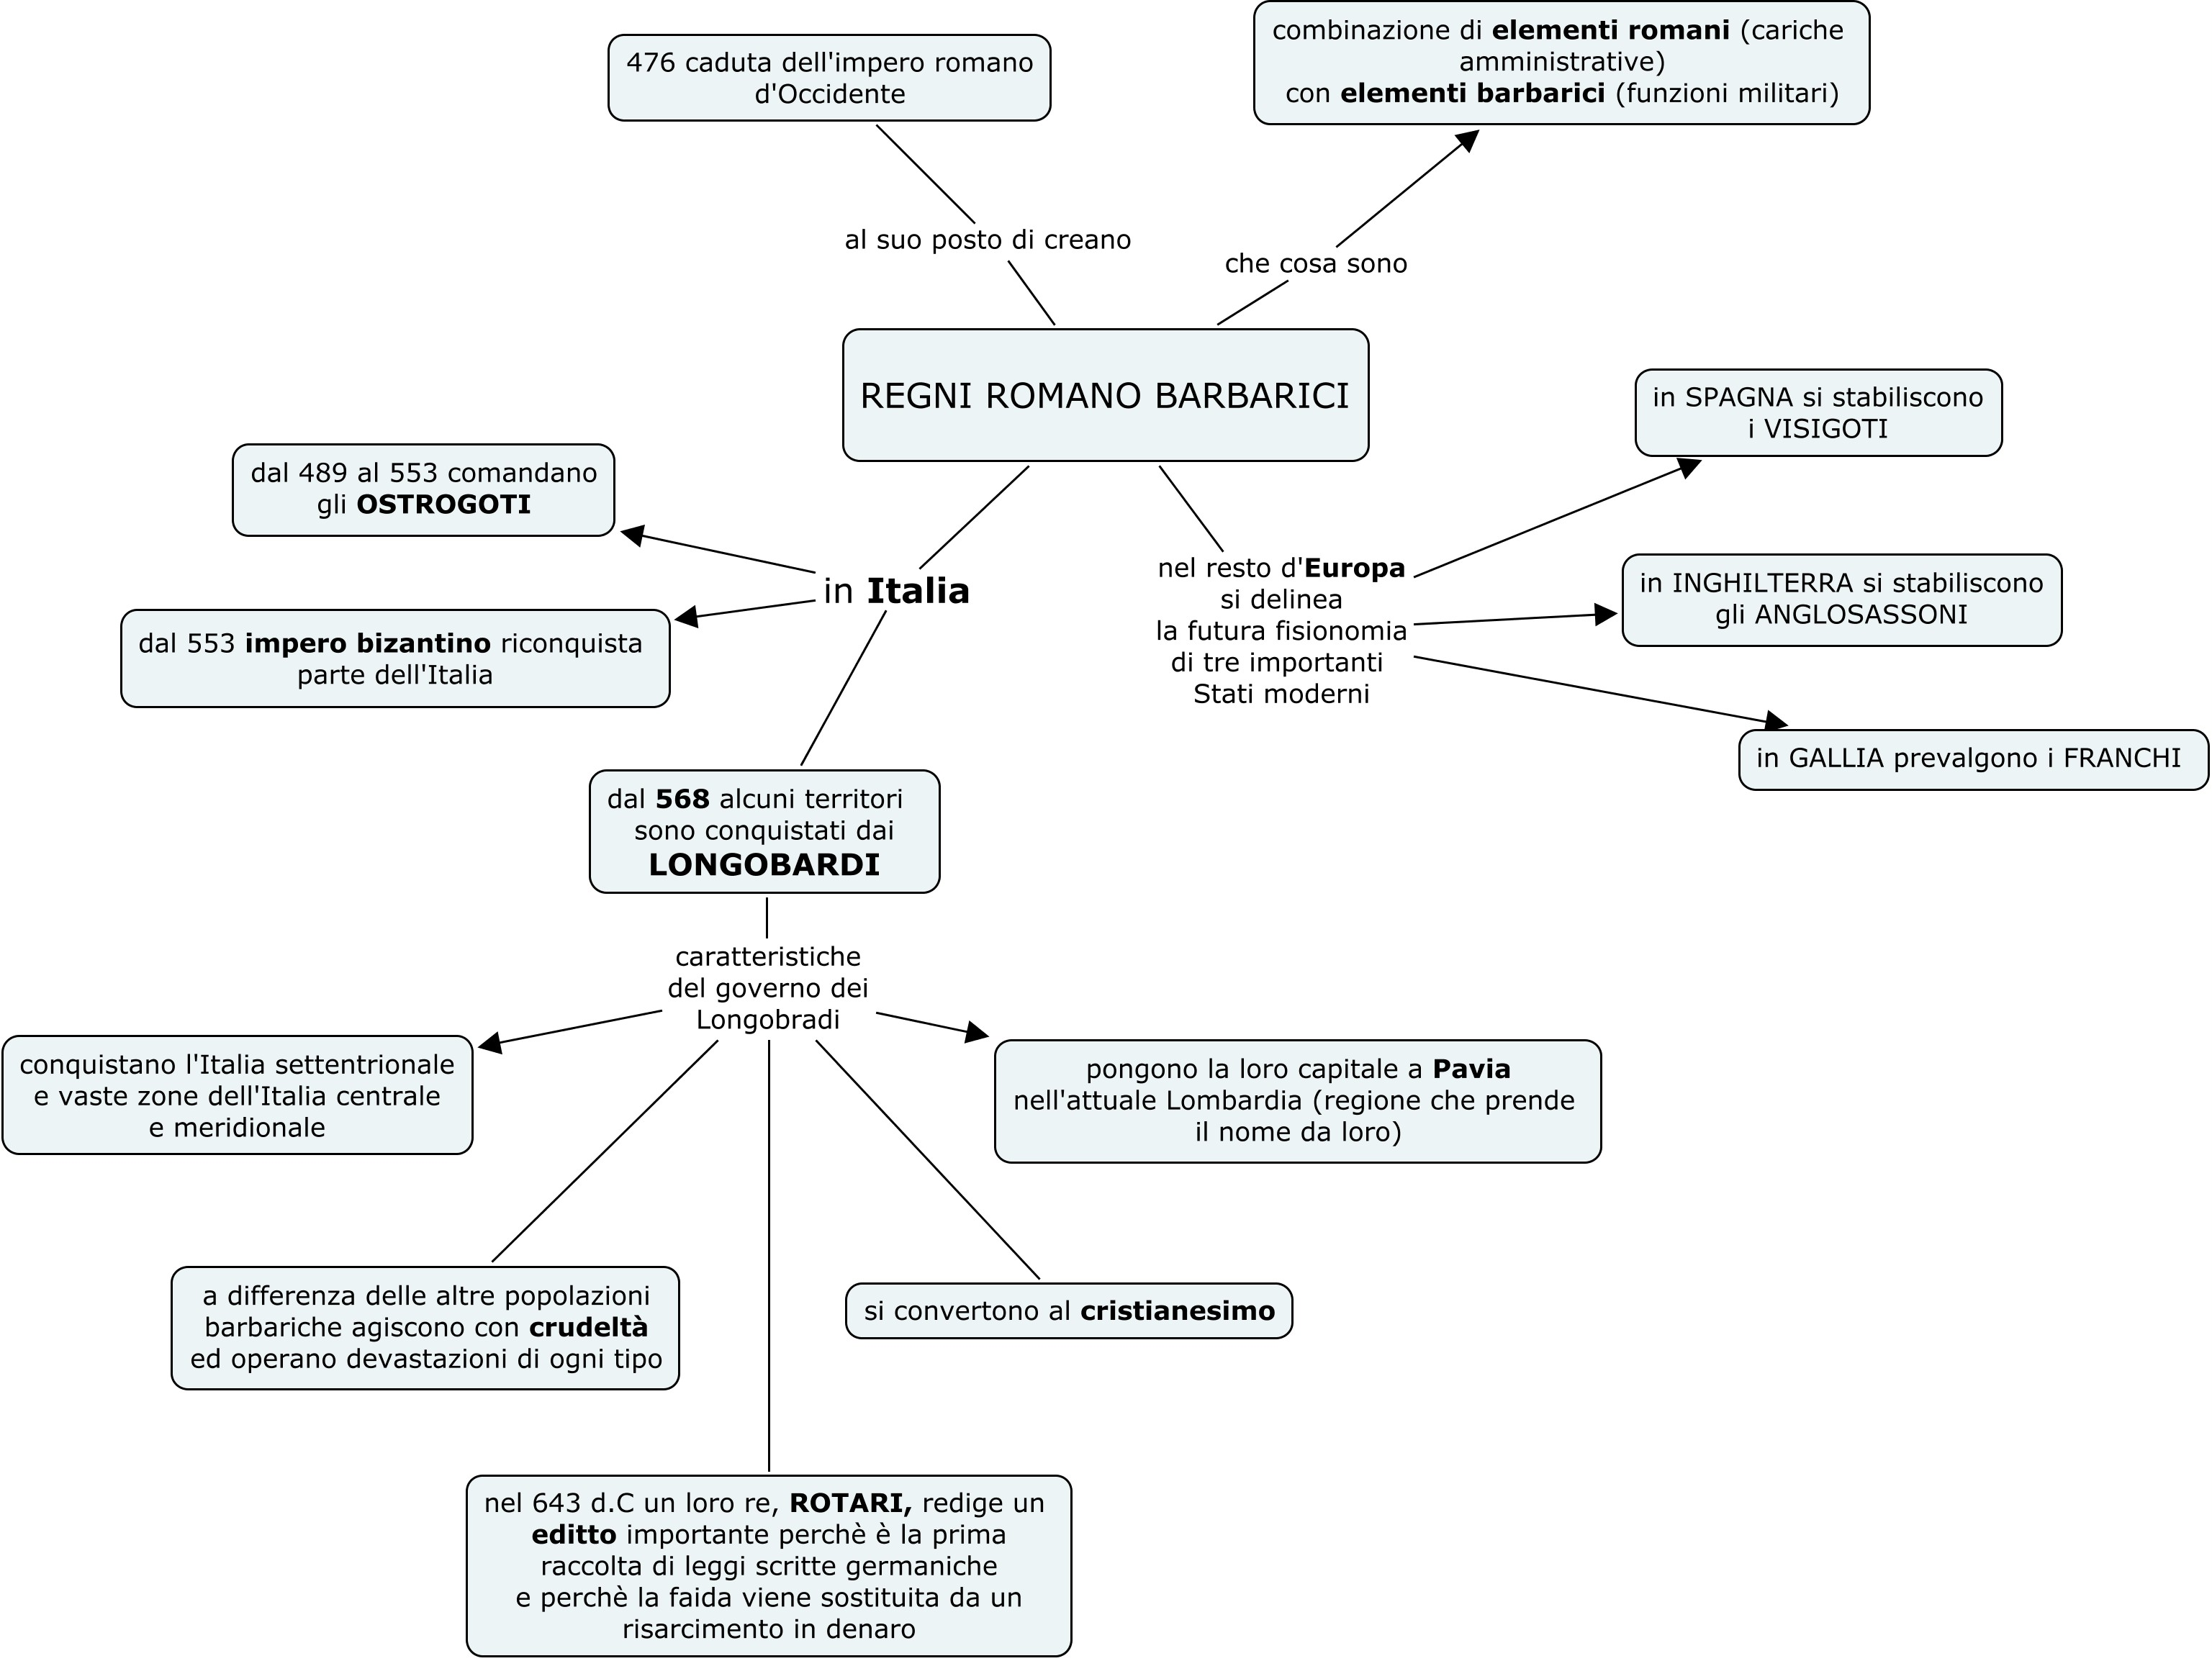 combinazione di elementi romani (cariche
amministrative)
con elementi barbarici (funzioni militari)
476 caduta dell'impero romano
d'Occidente
al suo posto di creano
che cosa sono
REGNI ROMANO BARBARICI
in SPAGNA si stabiliscono
i VISIGOTI
dal 489 al 553 comandano
gli OSTROGOTI
in Italia
nel resto d'Europa
si delinea
la futura fisionomia
di tre importanti
Stati moderni
in INGHILTERRA si stabiliscono
gli ANGLOSASSONI
dal 553 impero bizantino riconquista
parte dell'Italia
in GALLIA prevalgono i FRANCHI
dal 568 alcuni territori
sono conquistati dai
LONGOBARDI
caratteristiche
del governo dei
Longobradi
conquistano l'Italia settentrionale
e vaste zone dell'Italia centrale
e meridionale
pongono la loro capitale a Pavia
nell'attuale Lombardia (regione che prende
il nome da loro)
a differenza delle altre popolazioni
barbariche agiscono con crudeltà
ed operano devastazioni di ogni tipo
si convertono al cristianesimo
nel 643 d.C un loro re, ROTARI, redige un
editto importante perchè è la prima
raccolta di leggi scritte germaniche
e perchè la faida viene sostituita da un
risarcimento in denaro